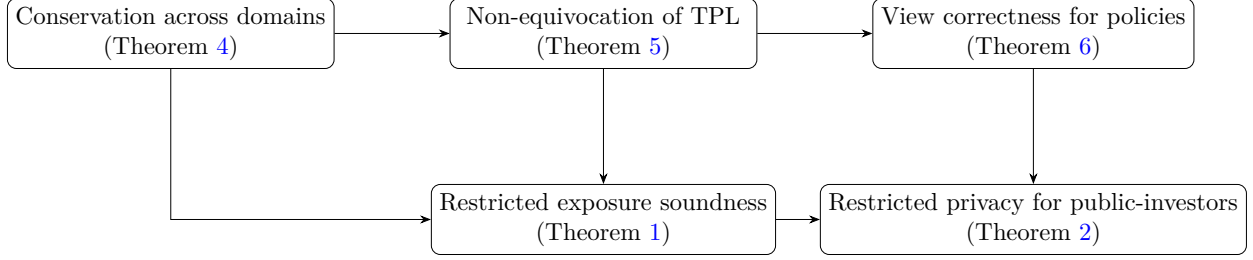 Conservation across domains
(Theorem 4)
Non-equivocation of TPL
(Theorem 5)
View correctness for policies
(Theorem 6)
Restricted exposure soundness
(Theorem 1)
Restricted privacy for public-investors
(Theorem 2)